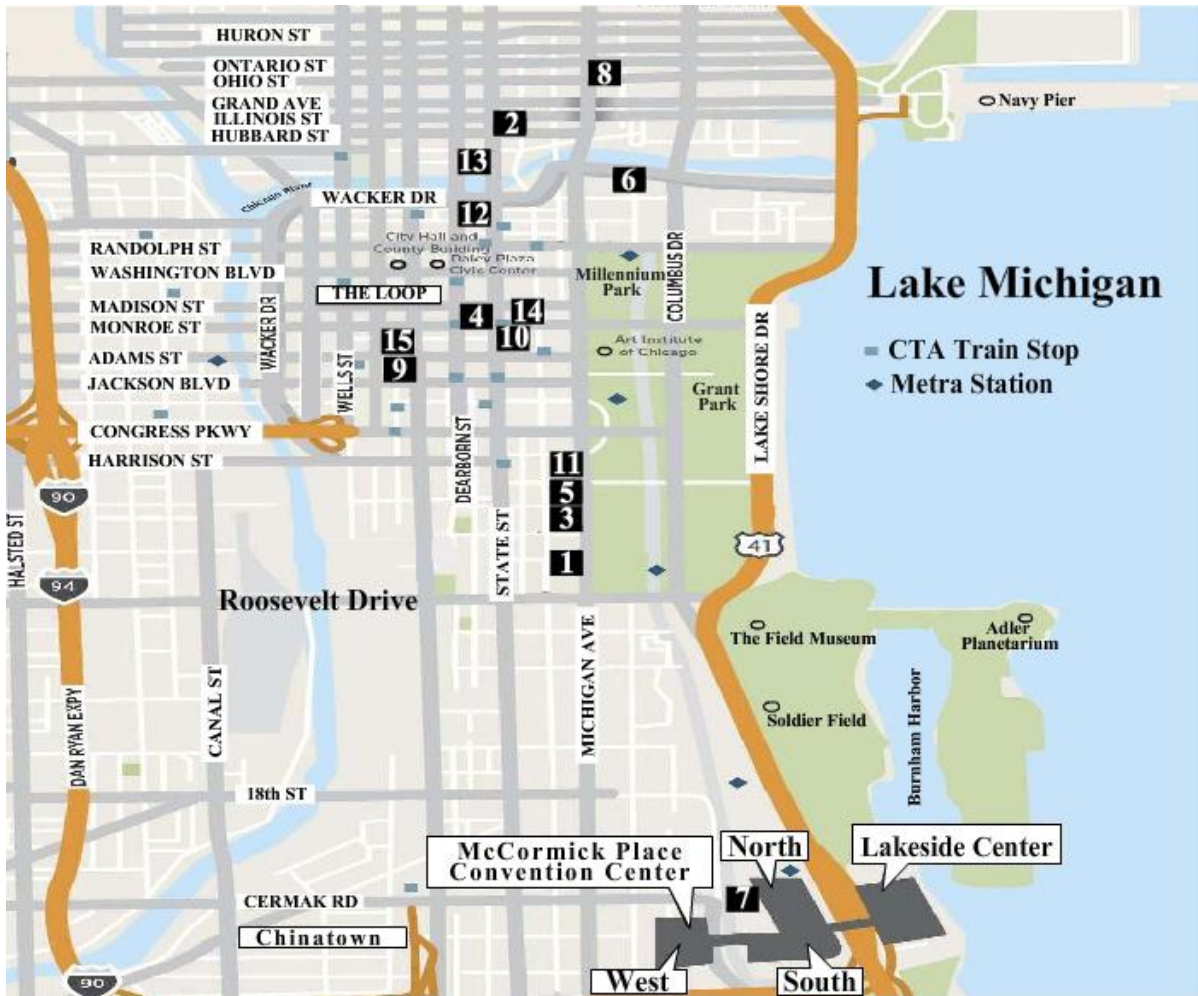 HURON ST
ONTARIO ST
OHIO ST
GRAND AVE
ILLINOIS ST
HUBBARD ST
8
2
13
6
12
Navy Pier
Chicago River
WACKER DR
RANDOLPH ST
WASHINGTON BLVD
MADISON ST
MONROE ST
ADAMS ST
JACKSON BLVD
CONGRESS PKWY
HARRISON ST
City Hall and
County Building
Daley Plaza
Civic Center
THE LOOP
Millennium
Park
COLUMBUS DR
Lake Michigan
CTA Train Stop
Metra Station
WACKER DR
WELLS ST
4
14
10
15
9
Art Institute
of Chicago
Grant
Park
LAKE SHORE DR
DEARBORN ST
STATE ST
11
5
3
1
90
94
41
HALSTED ST
Roosevelt Drive
The Field Museum
Adler
Planetarium
Soldier Field
Burnham Harbor
DAN RYAN EXPY
CANAL ST
MICHIGAN AVE
18th ST
McCormick Place
Convention Center
North
Lakeside Center
7
CERMAK RD
Chinatown
West
South
90